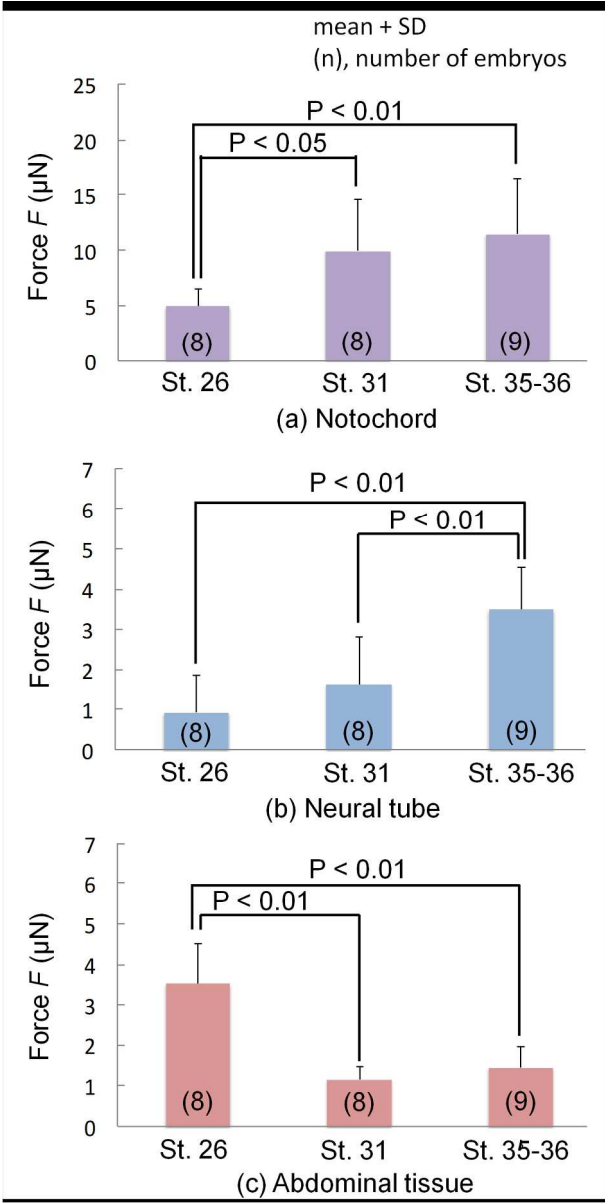 mean + SD
(n), number of embryos
Force F (µN)
25
20
15
10
5
0
P < 0.01
P < 0.05
(8)
(8)
(9)
St. 26
St. 31
St. 35-36
(a) Notochord
Force F (µN)
7
6
5
4
3
2
1
0
P < 0.01
P < 0.01
(8)
(8)
(9)
St. 26
St. 31
St. 35-36
(b) Neural tube
Force F (µN)
7
6
5
4
3
2
1
0
P < 0.01
P < 0.01
(8)
(8)
(9)
St. 26
St. 31
St. 35-36
(c) Abdominal tissue